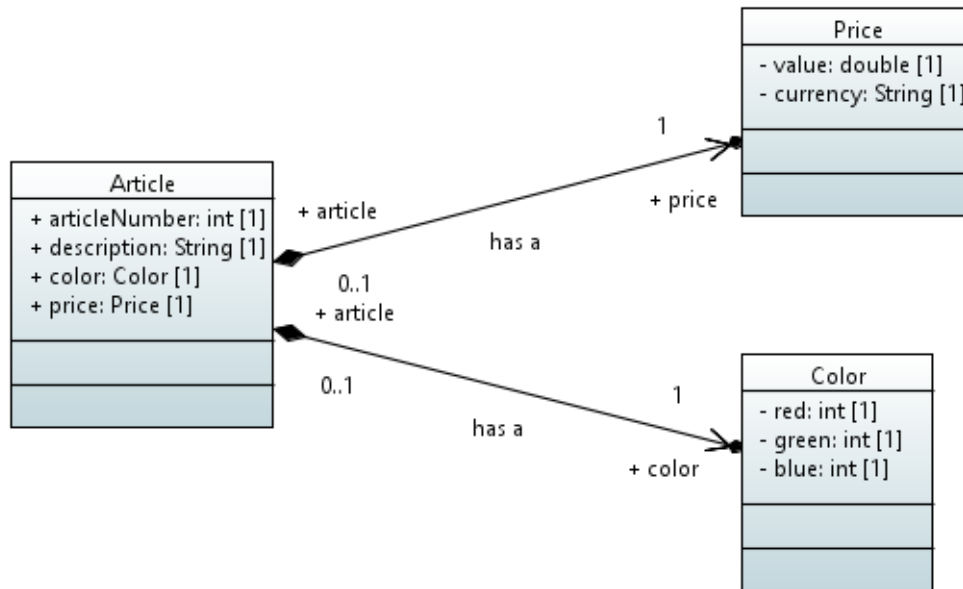 Price
- value: double [1]
- currency: String [1]
1
+ price
Article
+ articleNumber: int [1]
+ description: String [1]
+ color: Color [1]
+ price: Price [1]
+ article
has a
0..1
+ article
0..1
has a
1
+ color
Color
- red: int [1]
- green: int [1]
- blue: int [1]